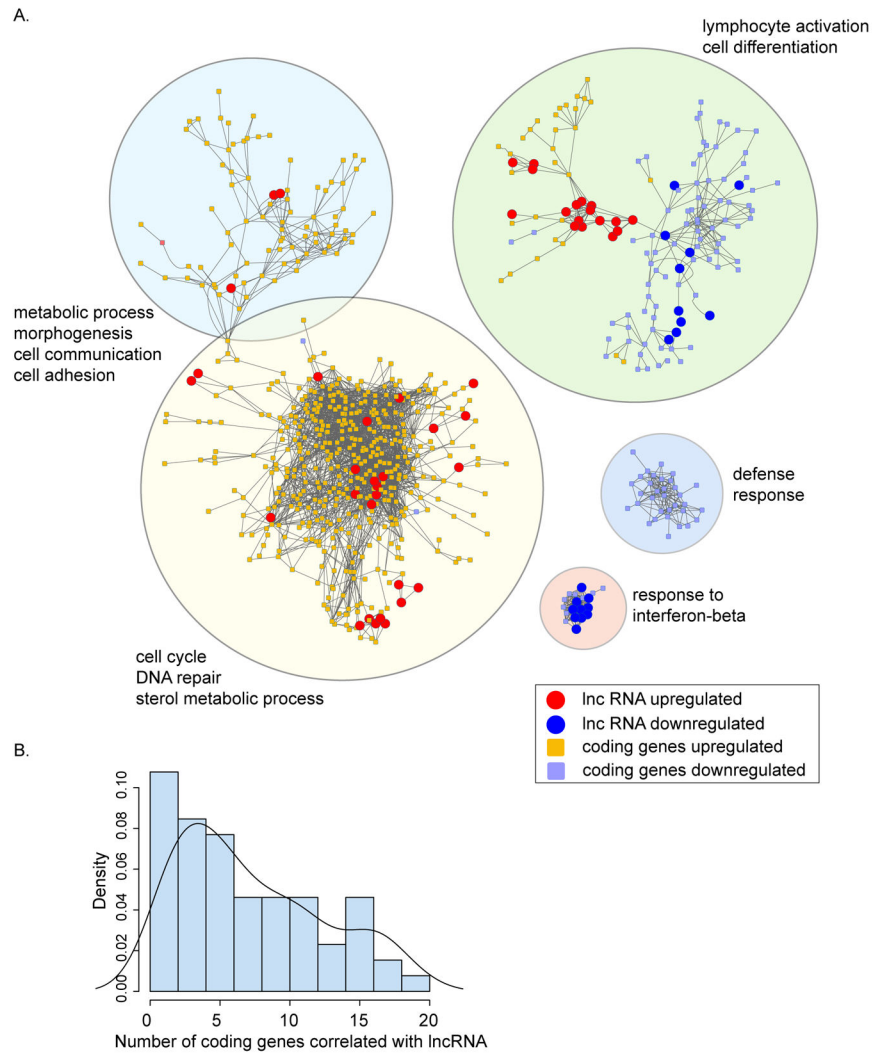 A.
lymphocyte activation
cell differentiation
metabolic process
morphogenesis
cell communication
cell adhesion
defense
response
response to
interferon-beta
cell cycle
DNA repair
sterol metabolic process
lnc RNA upregulated
lnc RNA downregulated
coding genes upregulated
coding genes downregulated
B.
Density
0.10
0.08
0.06
0.04
0.02
0.00
0 5 10 15 20
Number of coding genes correlated with lncRNA